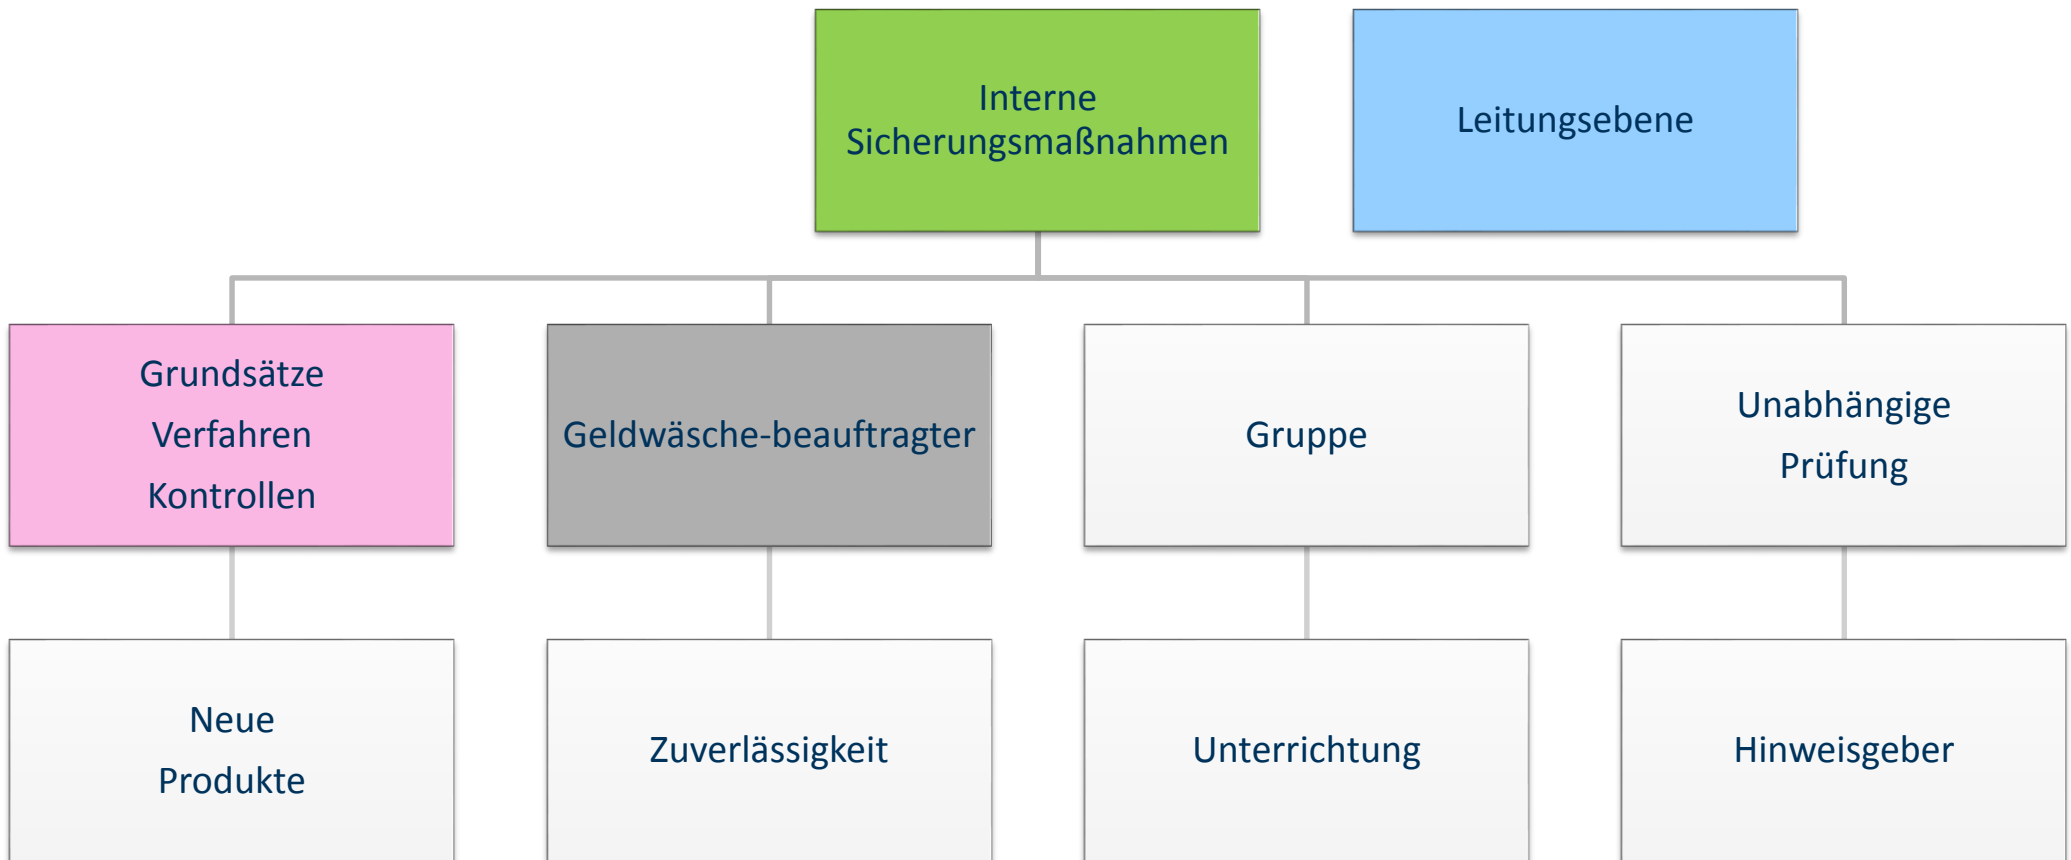 Interne
Sicherungsmaßnahmen
Leitungsebene
Grundsätze
Verfahren
Kontrollen
Geldwäsche-beauftragter
Gruppe
Unabhängige
Prüfung
Neue
Produkte
Zuverlässigkeit
Unterrichtung
Hinweisgeber